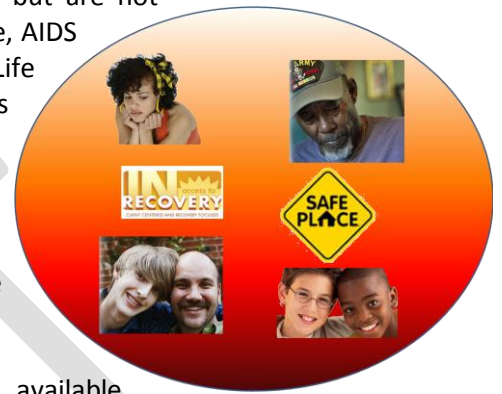 but are not
e, AIDS
Life
s
ARMY
IN
access to
RECOVERY
CLIENT CENTERED AND RECOVERY FOCUSED
SAFE
PLACE
e
available